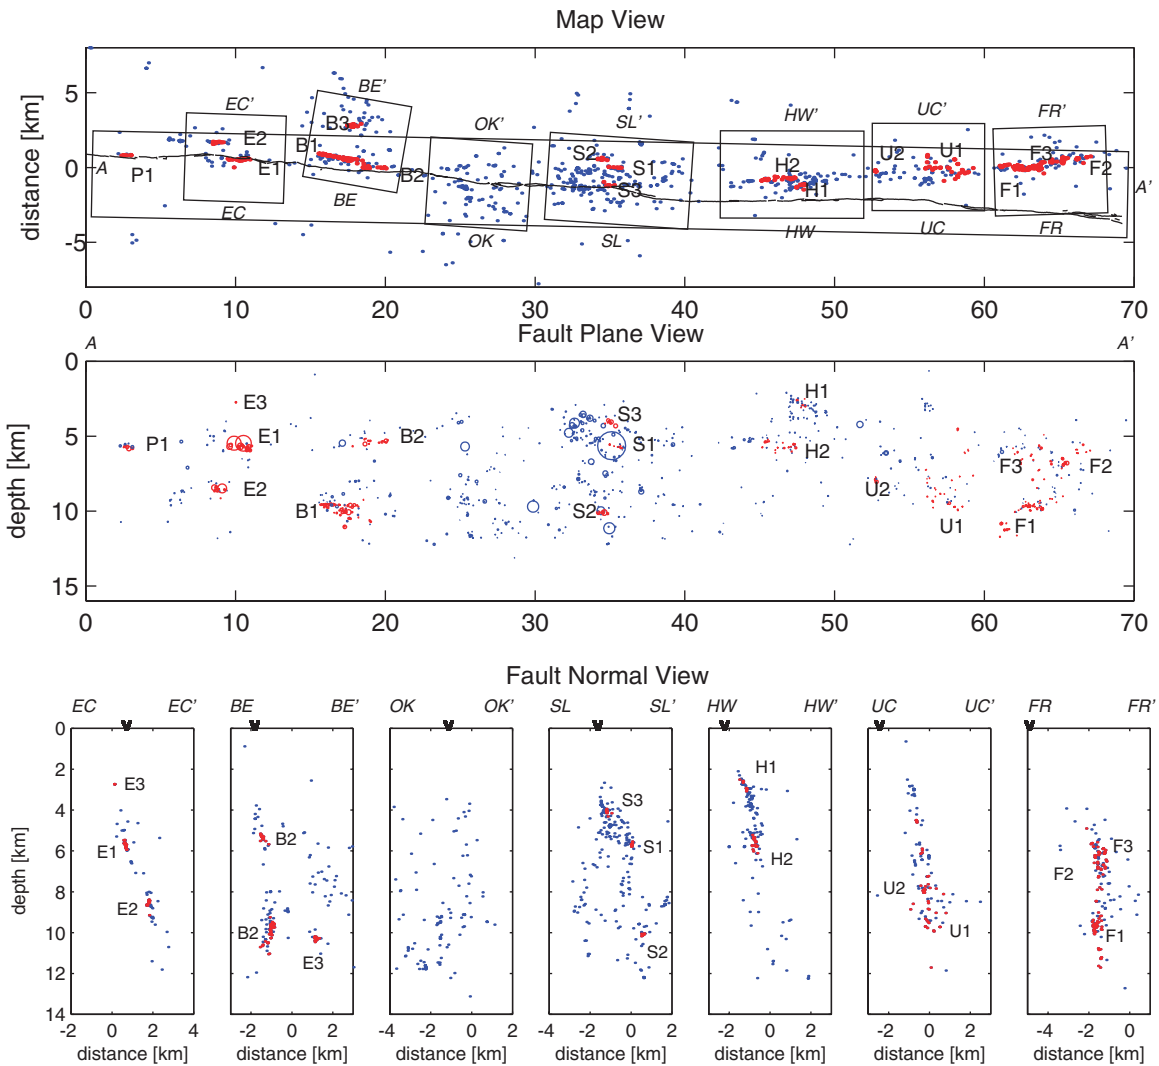 Map View
distance [km]
5
0
-5
EC'
BE'
OK'
SL'
HW'
UC'
FR'
A
P1
E2
E1
B3
B1
B2
S2
S1
S3
H2
H1
U2
U1
F3
F2
F1
A'
EC
BE
OK
SL
HW
UC
FR
0 10 20 30 40 50 60 70
Fault Plane View
A
A'
depth [km]
0
5
10
15
E3
P1
E1
E2
B2
B1
S3
S1
S2
H1
H2
U2
U1
F3
F2
F1
0 10 20 30 40 50 60 70
Fault Normal View
EC EC' BE BE' OK OK' SL SL' HW HW' UC UC' FR FR'
depth [km]
0
2
4
6
8
10
12
14
E3
E1
E2
B2
B2
E3
S3
S1
S2
H1
H2
U2
U1
F3
F2
F1
-2 0 2 4
-2 0 2
-4 -2 0 2
-4 -2 0 2
-2 0 2
-2 0 2
-4 -2 0
distance [km] distance [km] distance [km] distance [km] distance [km] distance [km] distance [km]